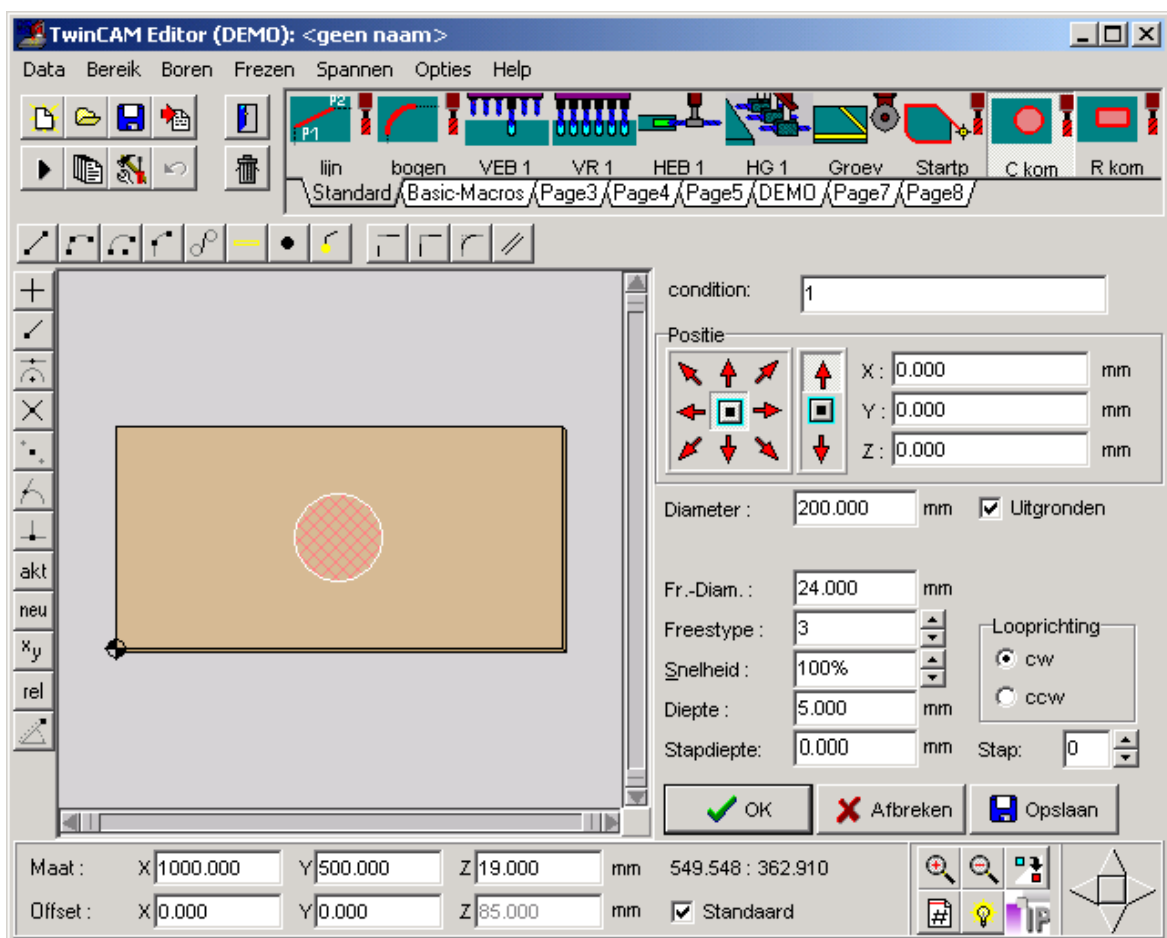 TwinCAM Editor (DEMO): <geen naam>
Data Bereik Boren Frezen Spannen Opties Help
P2
P1
lijn bogen VEB 1 VR 1 HEB 1 HG 1 Groev Startp C kom R kom
Standard Basic-Macros Page3 Page4 Page5 DEMO Page7 Page8
condition: 1
Positie
X : 0.000 mm
Y : 0.000 mm
Z : 0.000 mm
Diameter : 200.000 mm Uitgronden
akt
Fr.-Diam. : 24.000 mm
neu
Freestype : 3 Looprichting
xy
Snelheid : 100% cw
rel
Diepte : 5.000 mm ccw
Stapdiepte: 0.000 mm Stap: 0
OK Afbreken Opslaan
Maat : X 1000.000 Y 500.000 Z 19.000 mm 549.548 : 362.910
Offset : X 0.000 Y 0.000 Z 85.000 mm Standaard
#
IP